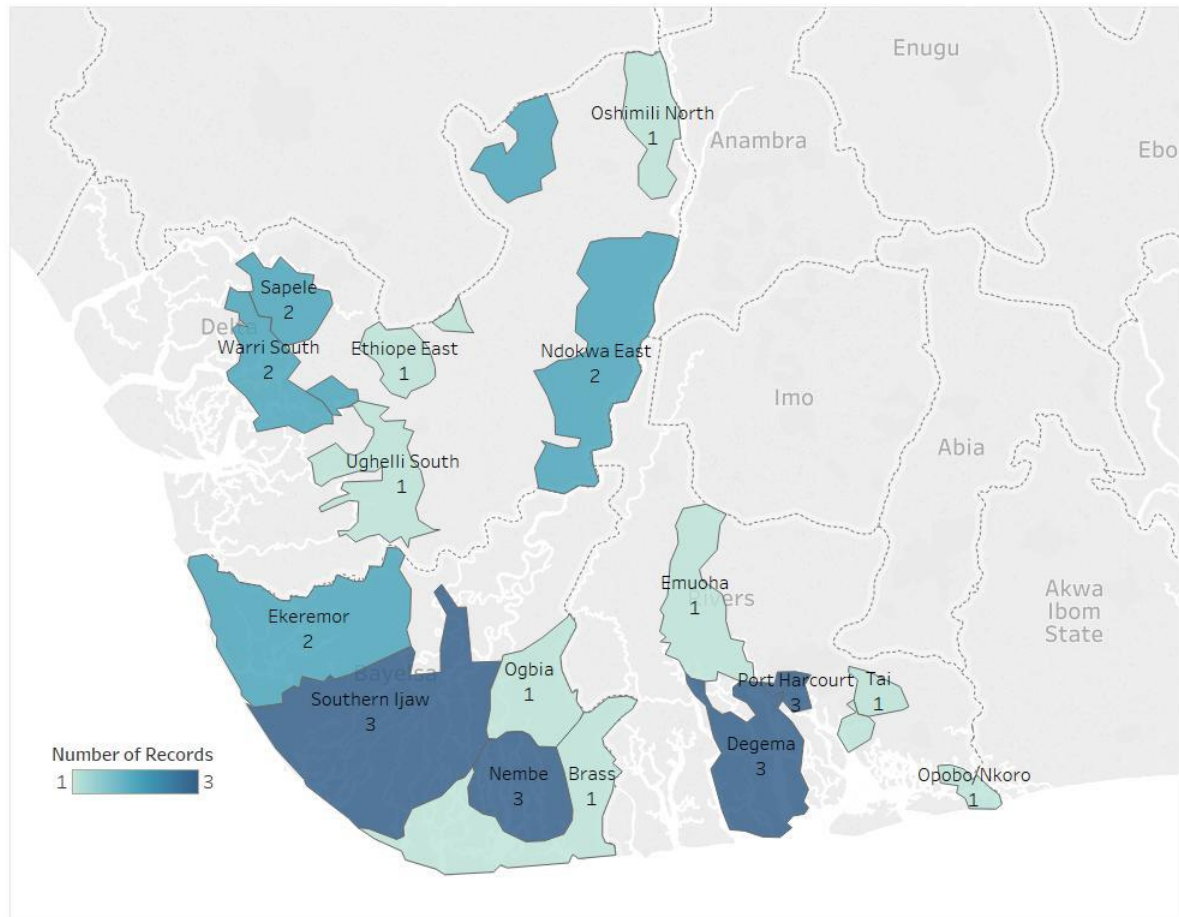 Enugu
Oshimili North
1
Anambra
Ebo
Sapele
2
Delta
Warri South
2
Ethiope East
1
Ndokwa East
2
Imo
Abia
Ughelli South
1
Emuoha
1
Rivers
Akwa
Ibom
State
Ekeremor
2
Ogbia
1
Bayelsa
Southern Ijaw
3
Port Harcourt
3
Tai
1
Degema
3
Number of Records
1 3
Nembe
3
Brass
1
Opobo/Nkoro
1